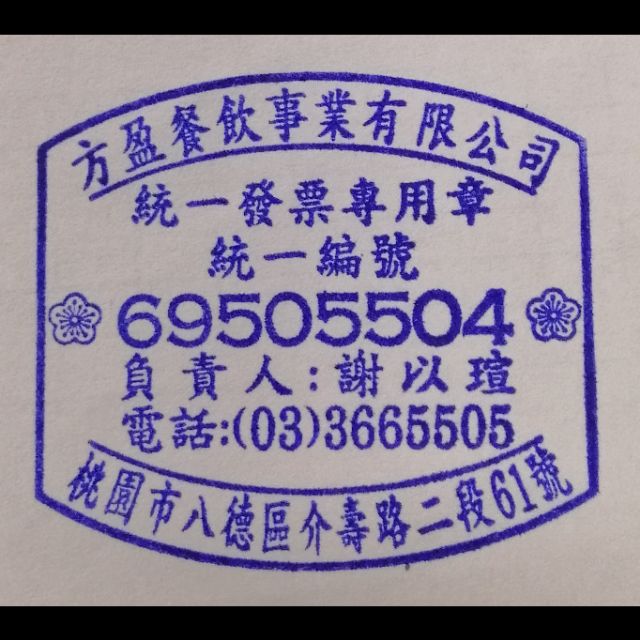 方盈餐飲事業有限公司
統一發票專用章
統一編號
69505504
負責人:謝以瑄
電話:(03)3665505
桃園市八德區介壽路二段61號